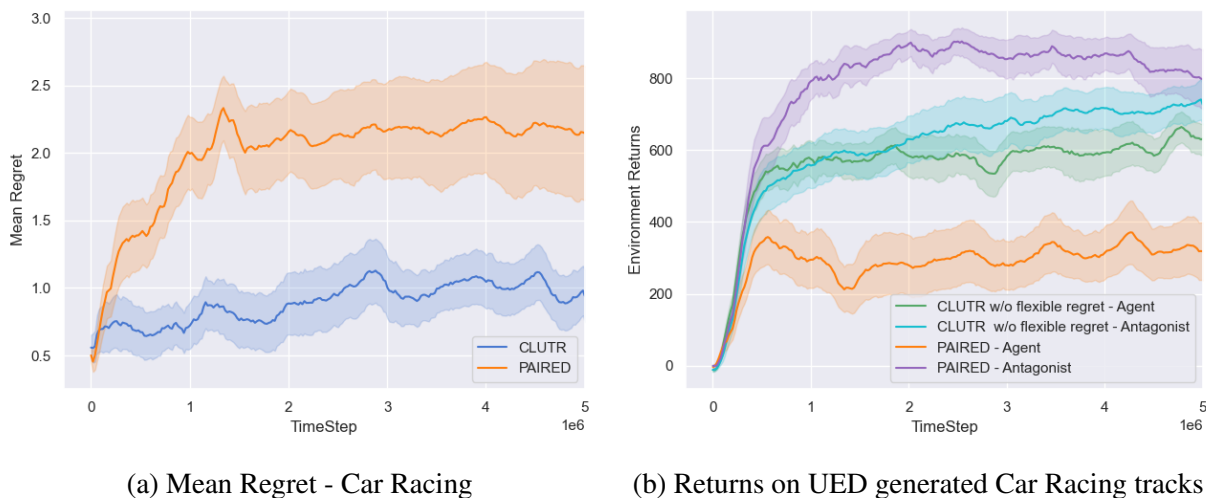 3.0
2.5
2.0
1.5
1.0
0.5
Mean Regret
CLUTR
PAIRED
0 1 2 3 4 5
TimeStep
1e6
(a) Mean Regret - Car Racing
800
600
400
200
0
Environment Returns
CLUTR w/o flexible regret - Agent
CLUTR w/o flexible regret - Antagonist
PAIRED - Agent
PAIRED - Antagonist
0 1 2 3 4 5
TimeStep
1e6
(b) Returns on UED generated Car Racing tracks